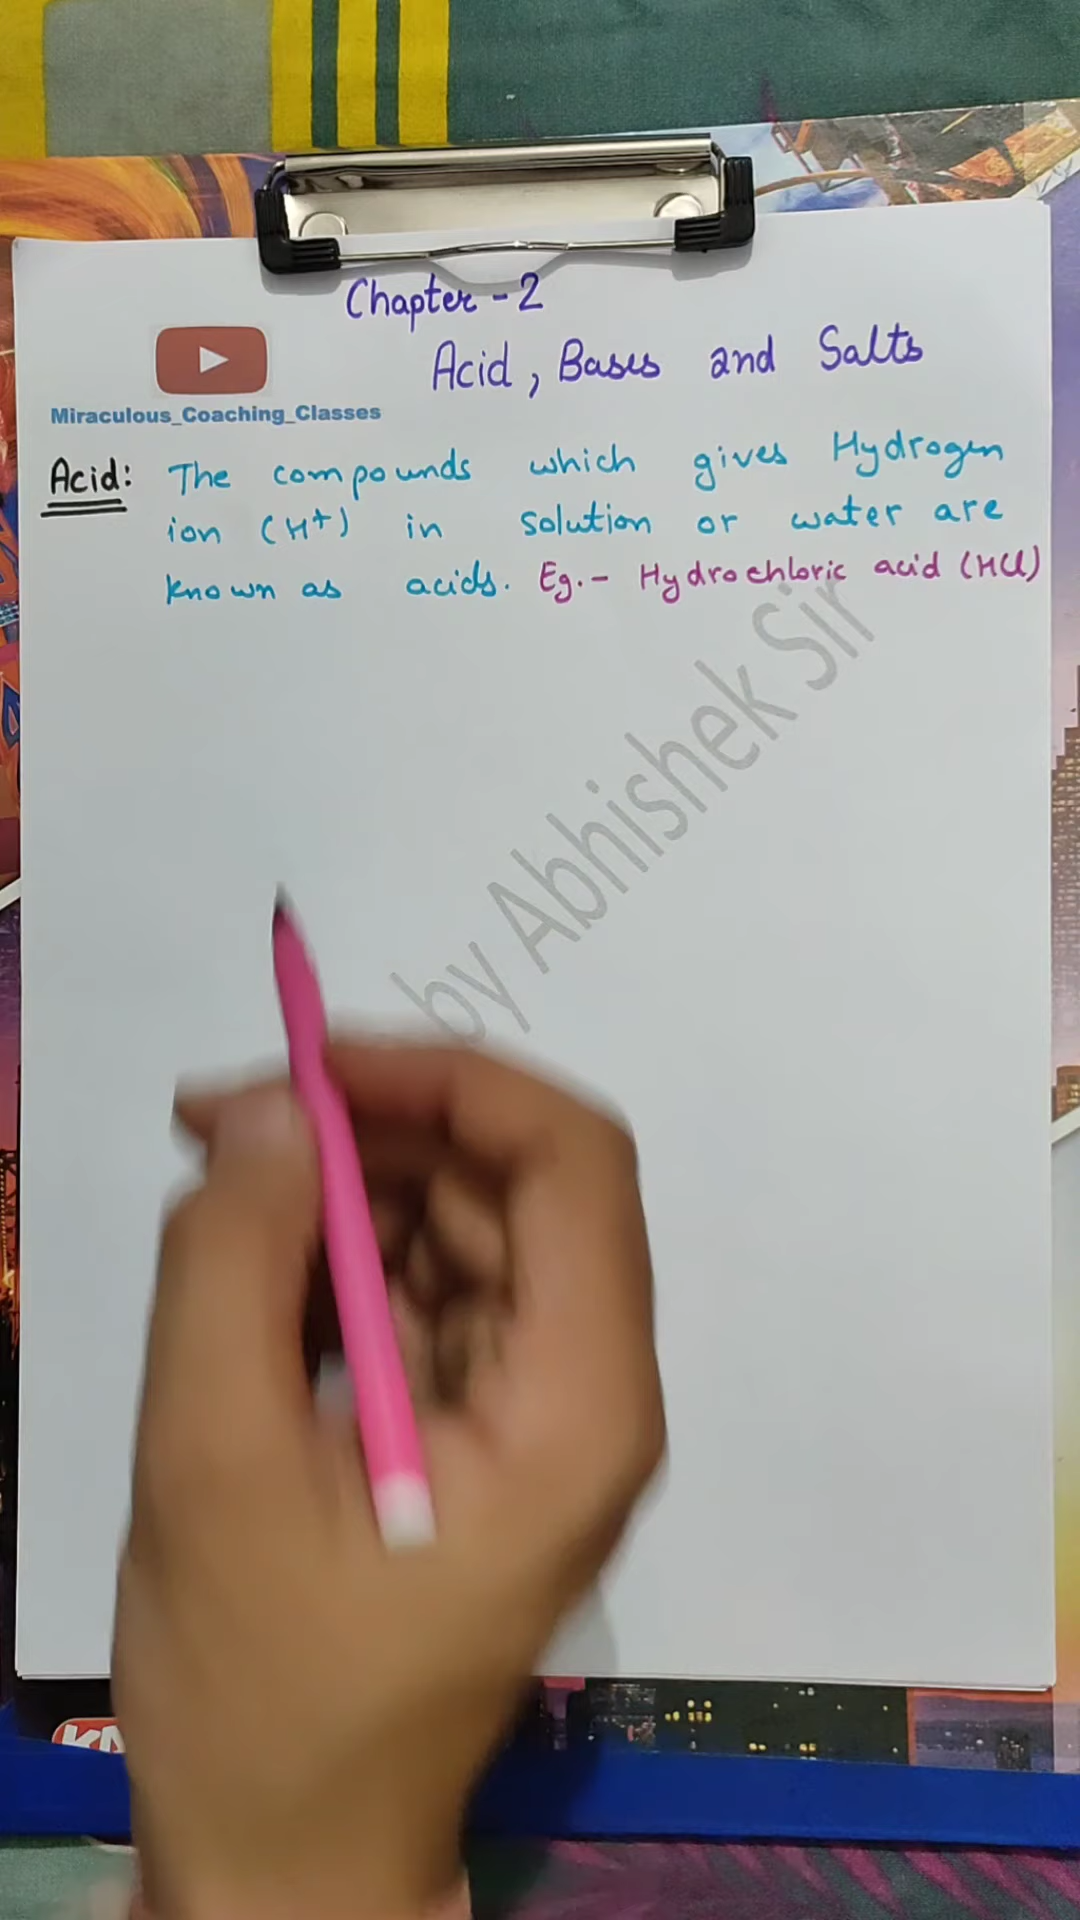 Chapter - 2
Acid, Bases and Salts
Miraculous_Coaching_Classes
Acid: The compounds which gives Hydrogen
ion (H+) in solution or water are
known as acids. Eg.- Hydrochloric acid (HCl)
by Abhishek Sir